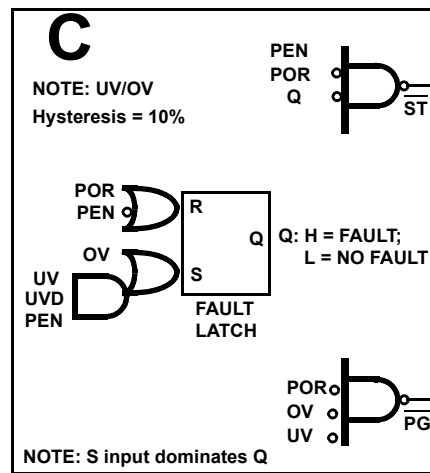 C
NOTE: UV/OV
Hysteresis = 10%
PEN
POR
Q
ST
POR
PEN
R
Q
Q: H = FAULT;
L = NO FAULT
OV
S
UV
UVD
PEN
FAULT
LATCH
POR
OV
UV
PG
NOTE: S input dominates Q